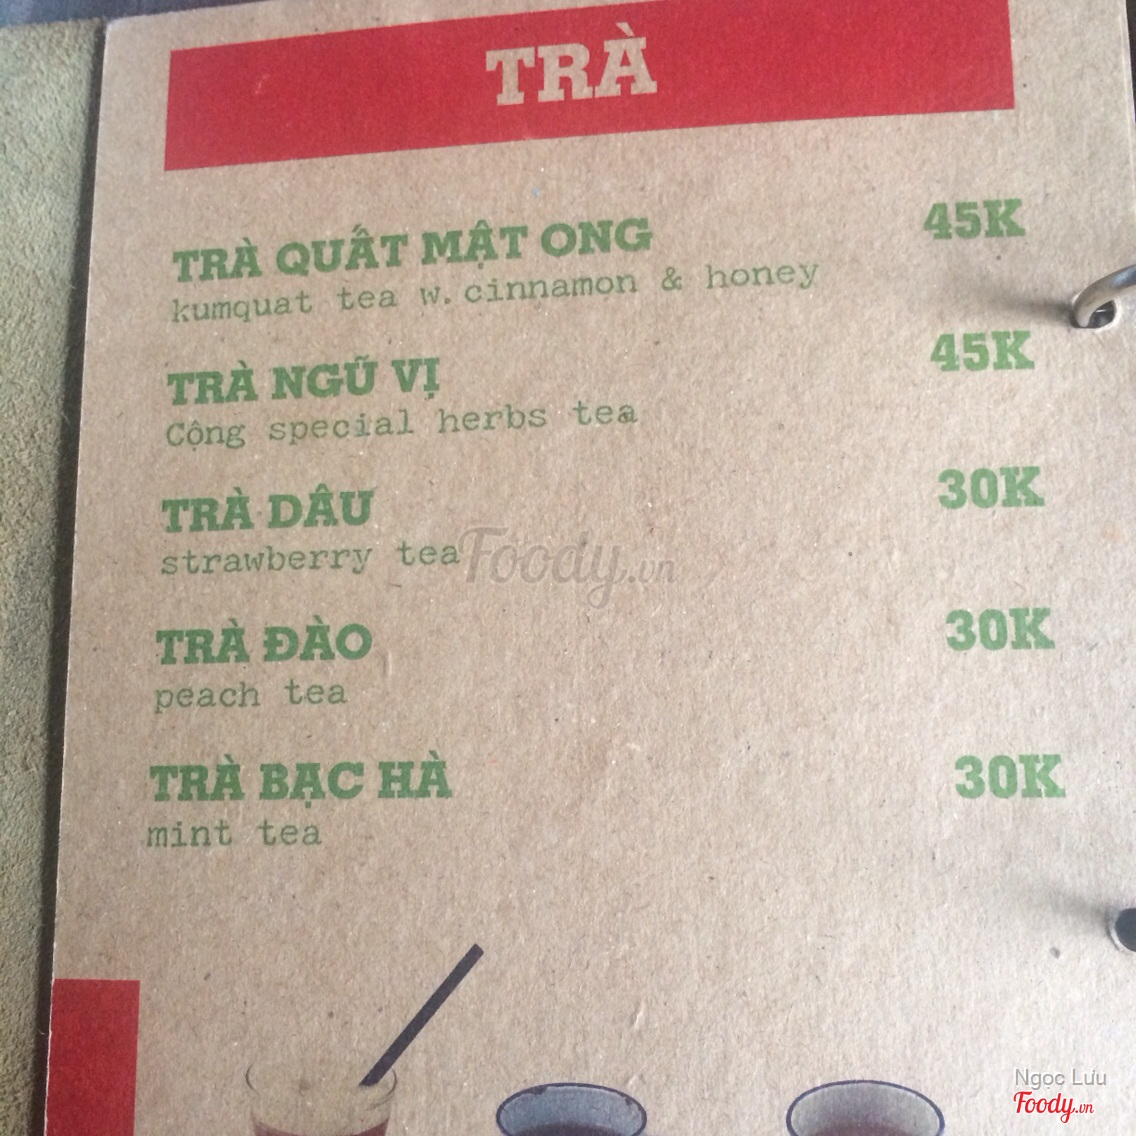 TRÀ
TRÀ QUẤT MẬT ONG 45K
kumquat tea w. cinnamon & honey
TRÀ NGŨ VỊ 45K
Cộng special herbs tea
TRÀ DÂU 30K
strawberry tea
Foody.vn
TRÀ ĐÀO 30K
peach tea
TRÀ BẠC HÀ 30K
mint tea
Ngọc Lưu
Foody.vn